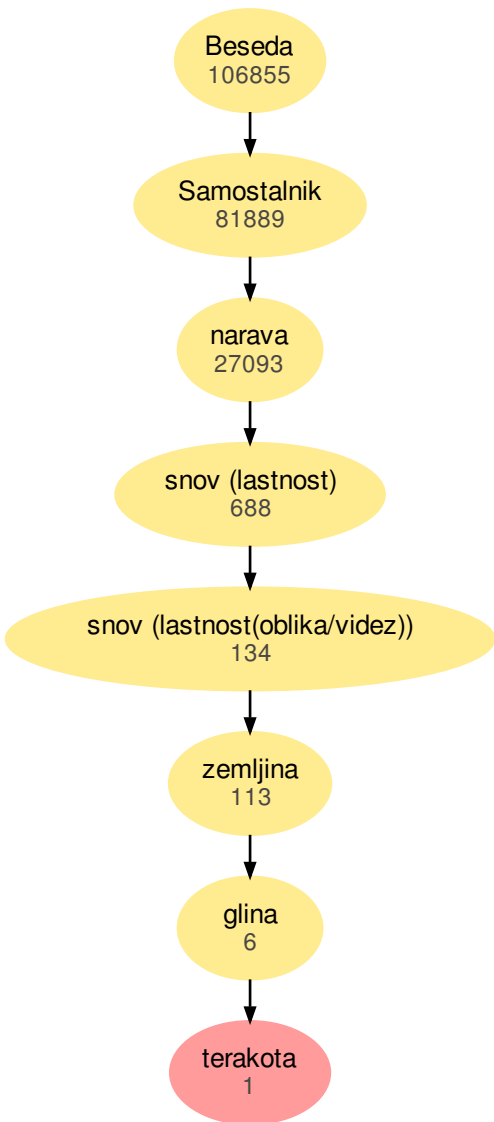 Beseda
106855
Samostalnik
81889
narava
27093
snov (lastnost)
688
snov (lastnost(oblika/videz))
134
zemljina
113
glina
6
terakota
1